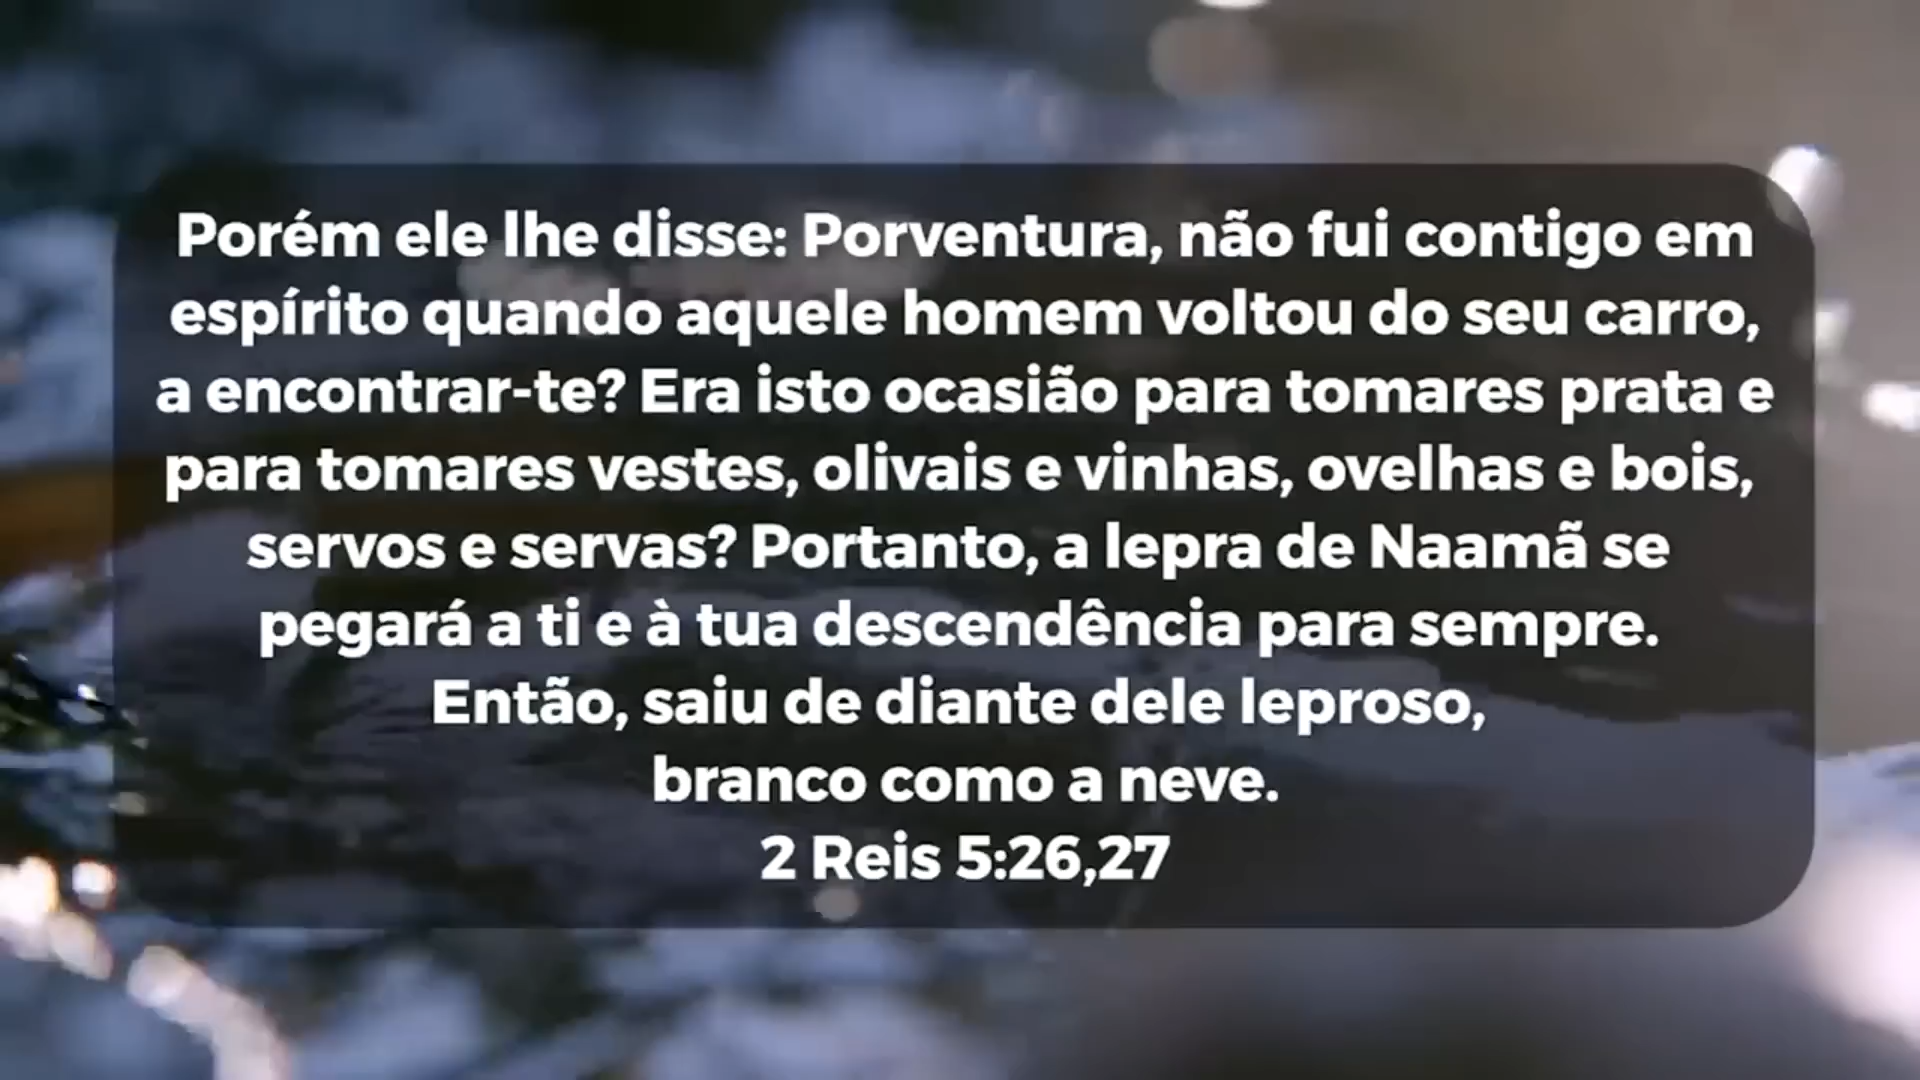 Porém ele lhe disse: Porventura, não fui contigo em
espírito quando aquele homem voltou do seu carro,
a encontrar-te? Era isto ocasião para tomares prata e
para tomares vestes, olivais e vinhas, ovelhas e bois,
servos e servas? Portanto, a lepra de Naamã se
pegará a ti e à tua descendência para sempre.
Então, saiu de diante dele leproso,
branco como a neve.
2 Reis 5:26,27